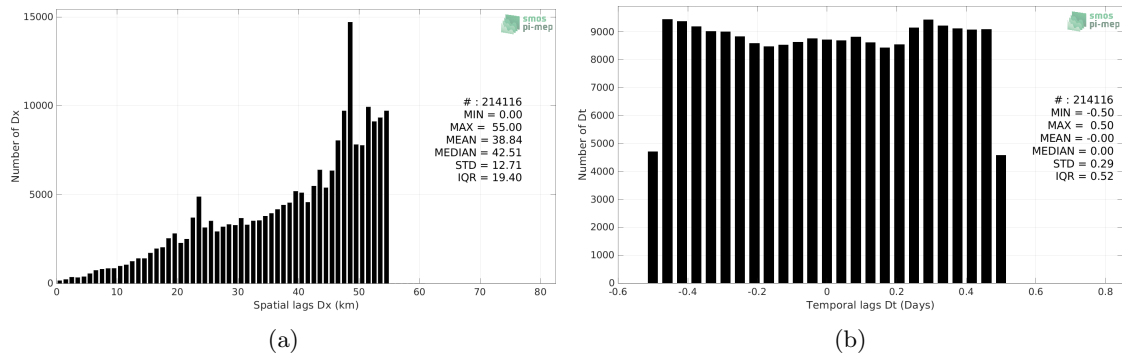 smos
pi-mep
15000
10000
5000
0
Number of Dx
# : 214116
MIN = 0.00
MAX = 55.00
MEAN = 38.84
MEDIAN = 42.51
STD = 12.71
IQR = 19.40
0 10 20 30 40 50 60 70 80
Spatial lags Dx (km)
(a)
smos
pi-mep
9000
8000
7000
6000
5000
4000
3000
2000
1000
0
Number of Dt
# : 214116
MIN = -0.50
MAX = 0.50
MEAN = -0.00
MEDIAN = 0.00
STD = 0.29
IQR = 0.52
-0.6 -0.4 -0.2 0 0.2 0.4 0.6 0.8
Temporal lags Dt (Days)
(b)